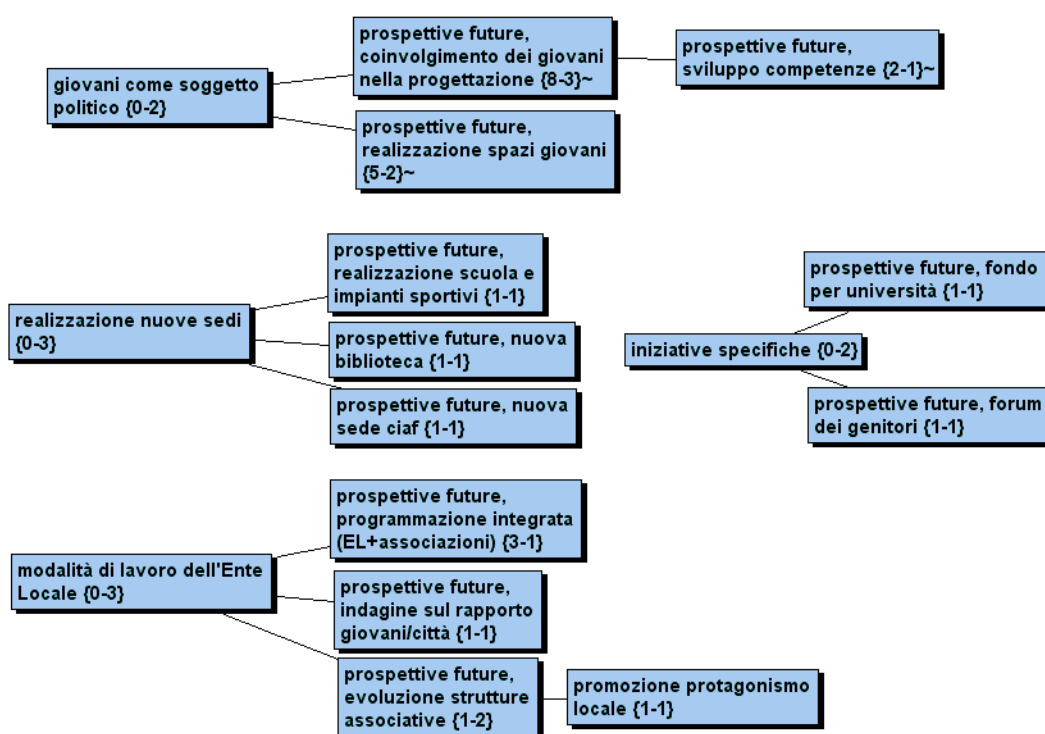 prospettive future,
coinvolgimento dei giovani
nella progettazione {8-3}~
prospettive future,
sviluppo competenze {2-1}~
giovani come soggetto
politico {0-2}
prospettive future,
realizzazione spazi giovani
{5-2}~
prospettive future,
realizzazione scuola e
impianti sportivi {1-1}
prospettive future, fondo
per università {1-1}
realizzazione nuove sedi
{0-3}
prospettive future, nuova
biblioteca {1-1}
iniziative specifiche {0-2}
prospettive future, nuova
sede ciaf {1-1}
prospettive future, forum
dei genitori {1-1}
prospettive future,
programmazione integrata
(EL+associazioni) {3-1}
modalità di lavoro dell'Ente
Locale {0-3}
prospettive future,
indagine sul rapporto
giovani/città {1-1}
prospettive future,
evoluzione strutture
associative {1-2}
promozione protagonismo
locale {1-1}